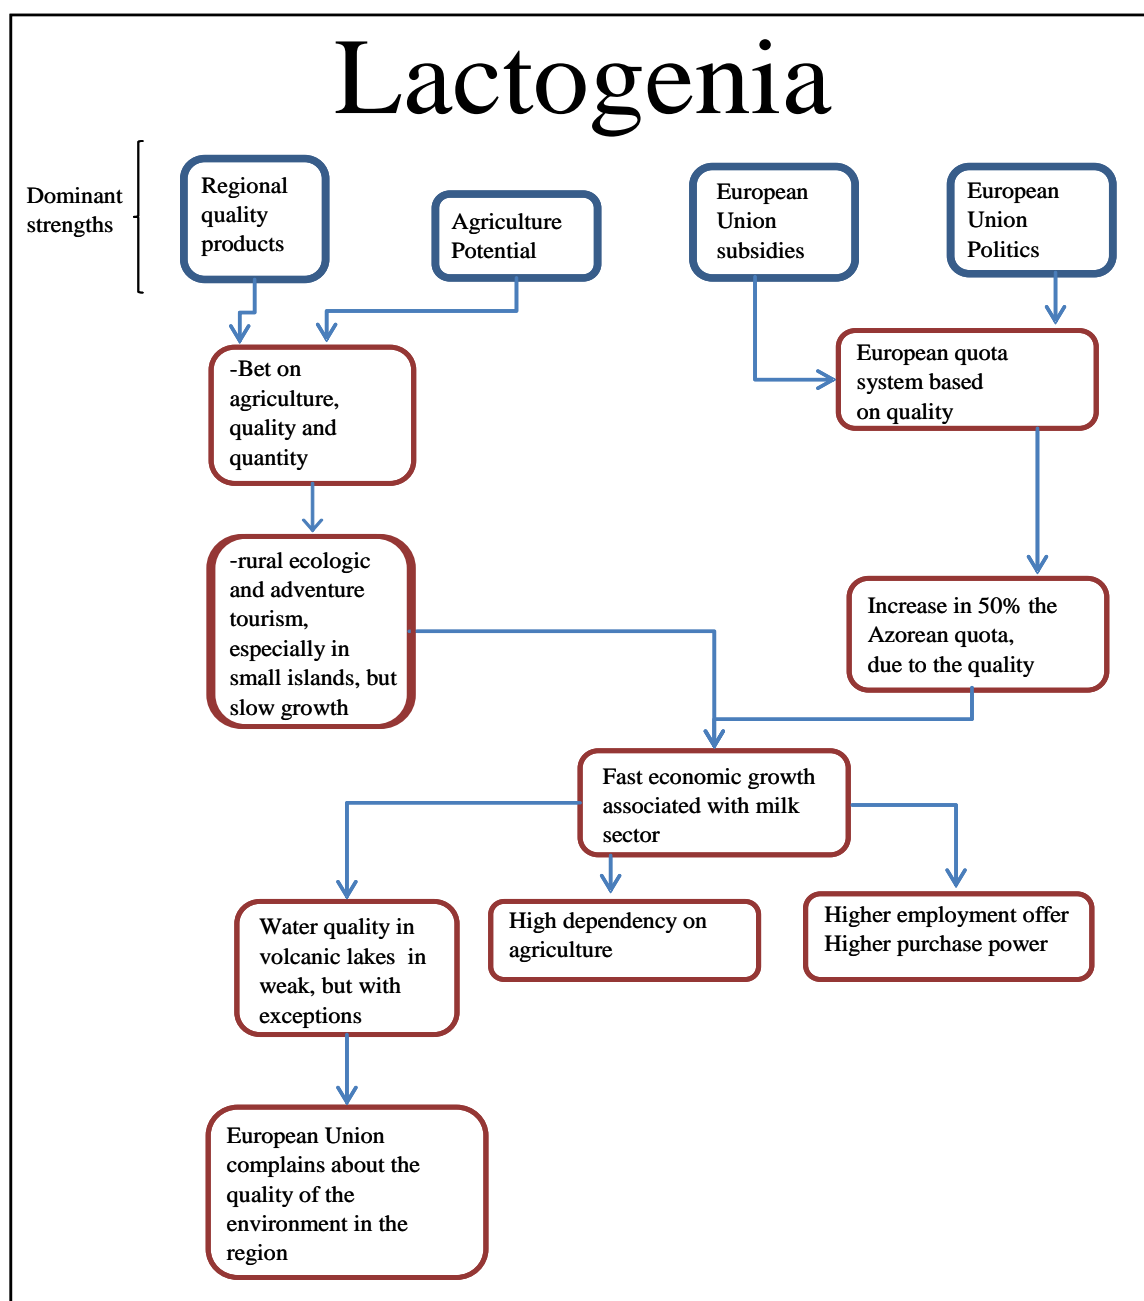 Lactogenia
Dominant
strengths
Regional
quality
products
Agriculture
Potential
European
Union
subsidies
European
Union
Politics
-Bet on
agriculture,
quality and
quantity
European quota
system based
on quality
-rural ecologic
and adventure
tourism,
especially in
small islands, but
slow growth
Increase in 50% the
Azorean quota,
due to the quality
Fast economic growth
associated with milk
sector
Water quality in
volcanic lakes  in
weak, but with
exceptions
High dependency on
agriculture
Higher employment offer
Higher purchase power
European Union
complains about the
quality of the
environment in the
region